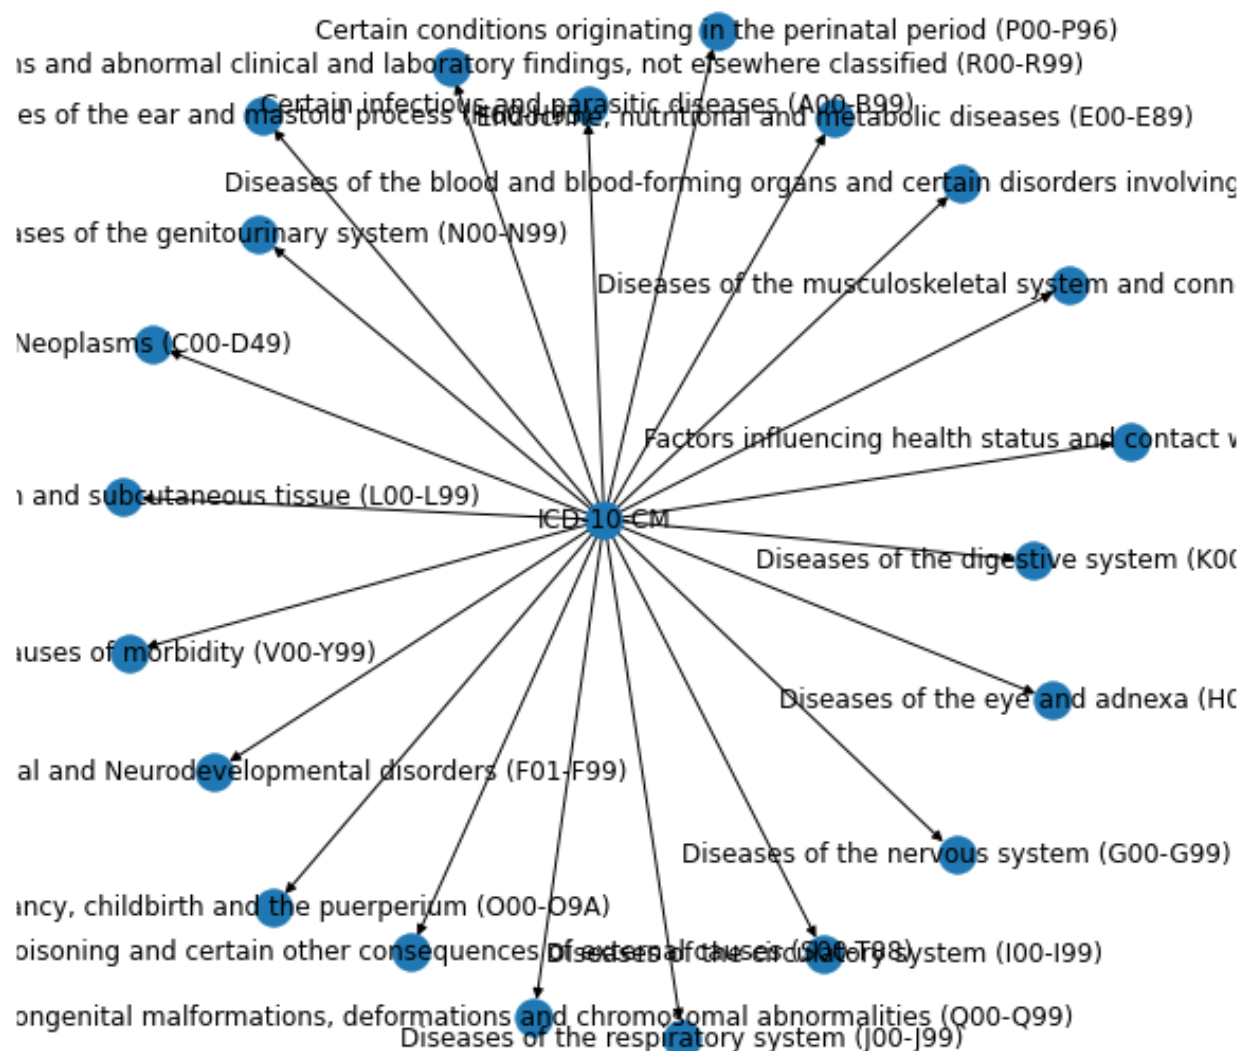 Certain conditions originating in the perinatal period (P00-P96)
and abnormal clinical and laboratory findings, not elsewhere classified (R00-R99)
Certain infectious and parasitic diseases (A00-B99)
es of the ear and mastoid process
Endocrine, nutritional and metabolic diseases (E00-E89)
Diseases of the blood and blood-forming organs and certain disorders involving
ases of the genitourinary system (N00-N99)
Diseases of the musculoskeletal system and conn
Neoplasms (C00-D49)
Factors influencing health status and contact
and subcutaneous tissue (L00-L99)
ICD-10-CM
Diseases of the digestive system (K00
auses of morbidity (V00-Y99)
Diseases of the eye and adnexa (H0
al and Neurodevelopmental disorders (F01-F99)
Diseases of the nervous system (G00-G99)
ancy, childbirth and the puerperium (O00-O9A)
oisoning and certain other consequences of external causes (S00-T88)
Diseases of the circulatory system (I00-I99)
ongenital malformations, deformations and chromosomal abnormalities (Q00-Q99)
Diseases of the respiratory system (J00-J99)